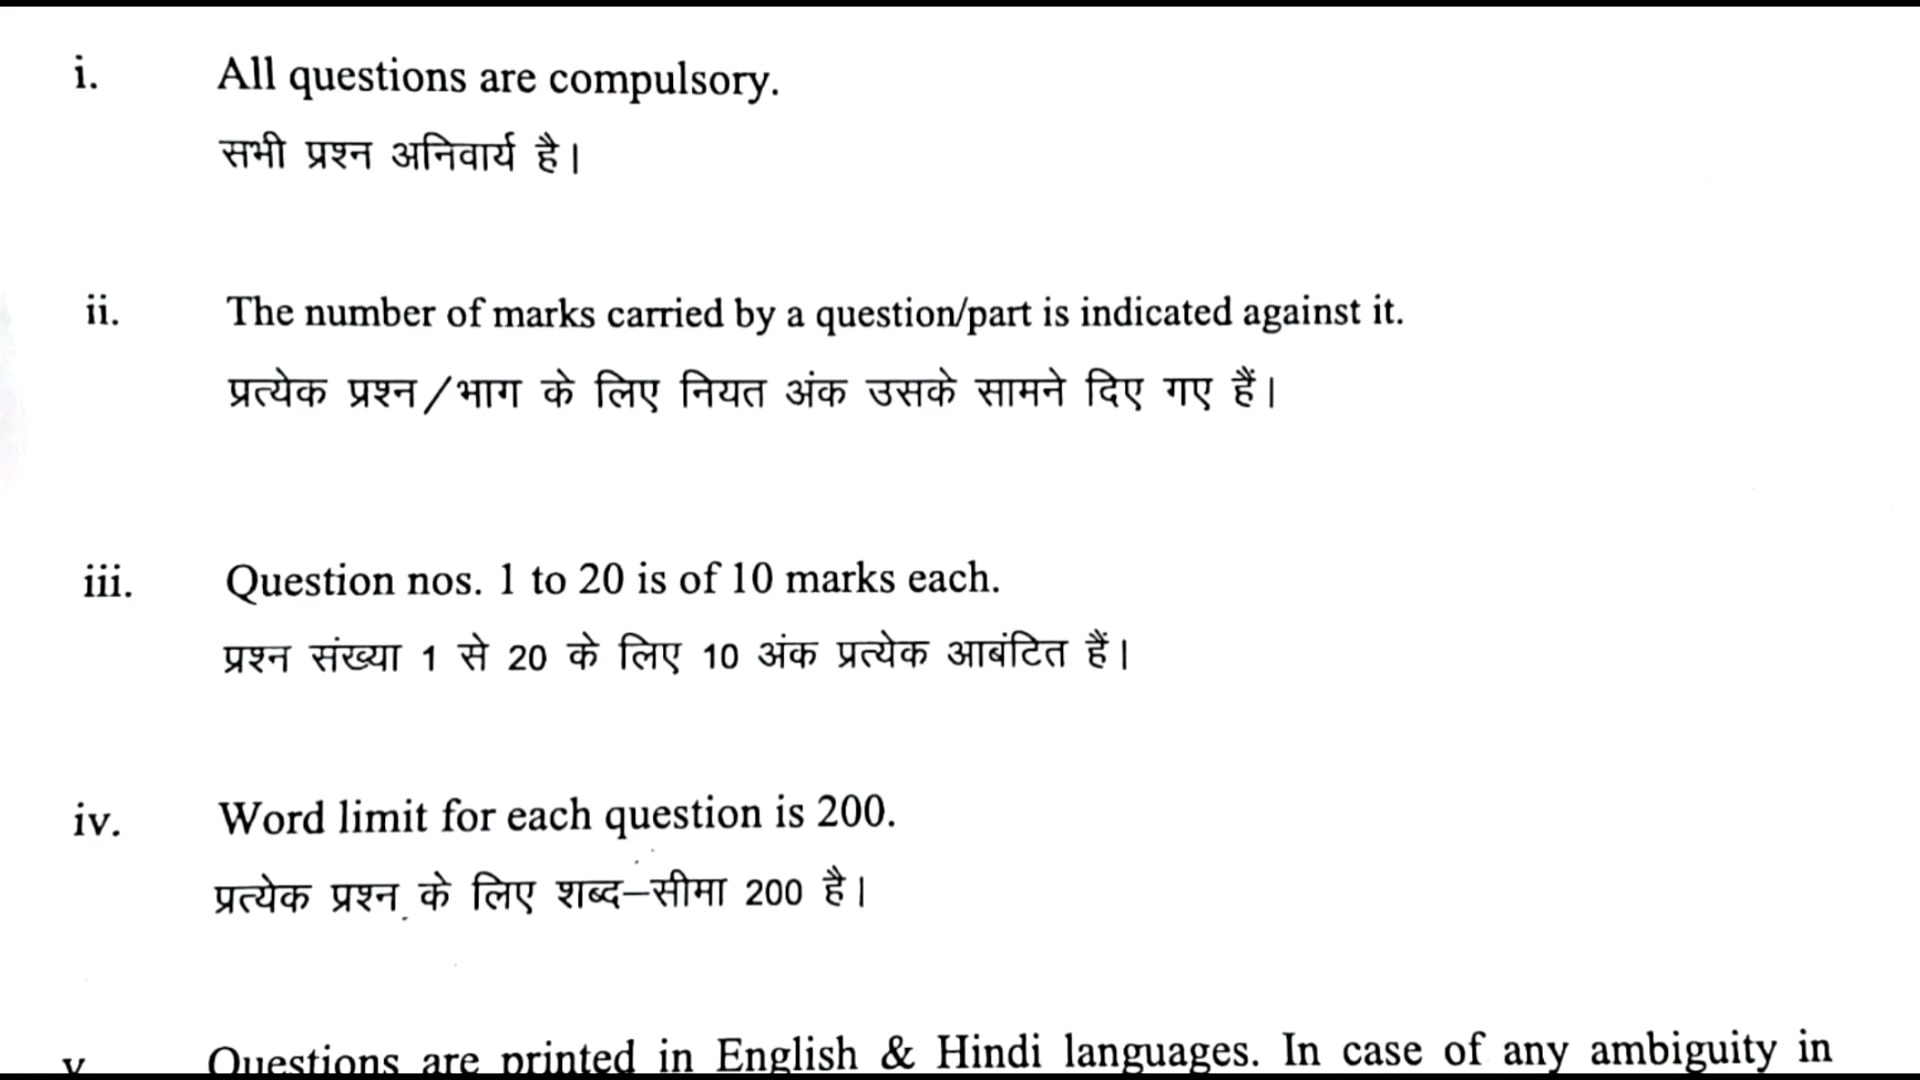 i. All questions are compulsory.
सभी प्रश्न अनिवार्य है।
ii. The number of marks carried by a question/part is indicated against it.
प्रत्येक प्रश्न/भाग के लिए नियत अंक उसके सामने दिए गए हैं।
iii. Question nos. 1 to 20 is of 10 marks each.
प्रश्न संख्या 1 से 20 के लिए 10 अंक प्रत्येक आबंटित हैं।
iv. Word limit for each question is 200.
प्रत्येक प्रश्न के लिए शब्द–सीमा 200 है।
v Questions are printed in English & Hindi languages. In case of any ambiguity in